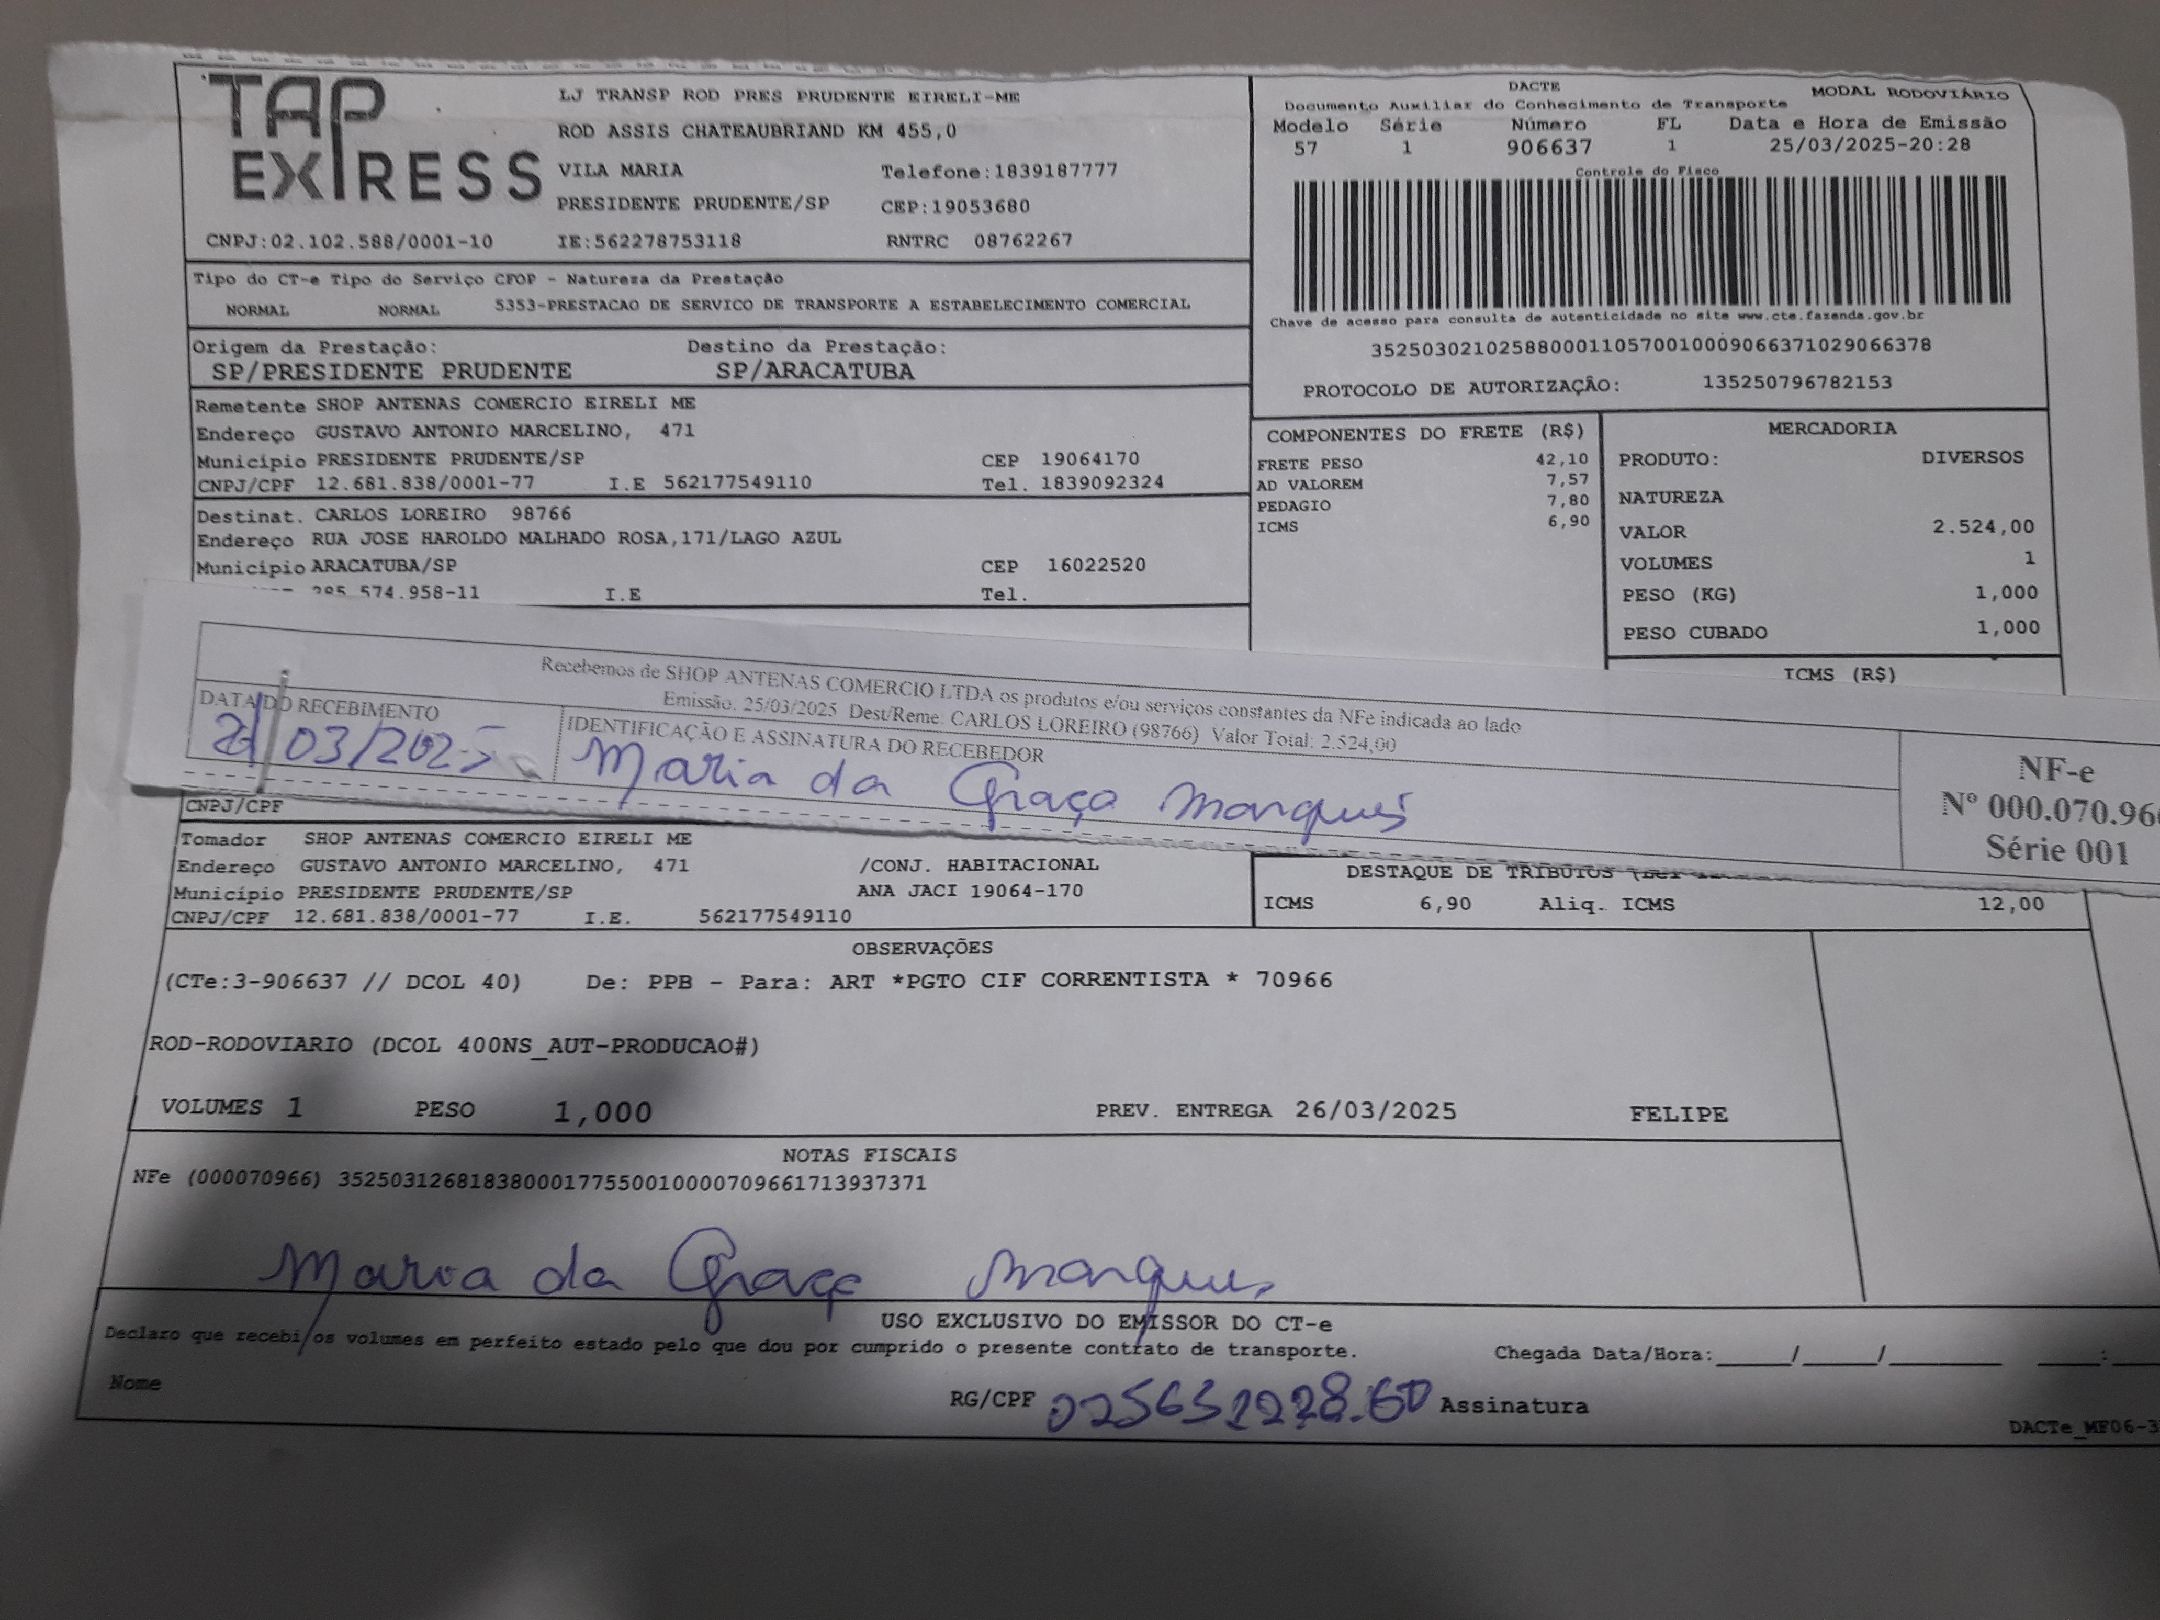 TAP EXPRESS
LJ TRANSP ROD PRES PRUDENTE EIRELI-ME
ROD ASSIS CHATEAUBRIAND KM 455,0
VILA MARIA Telefone:1839187777
PRESIDENTE PRUDENTE/SP CEP:19053680
CNPJ:02.102.588/0001-10 IE:562278753118 RNTRC 08762267
DACTE MODAL RODOVIÁRIO
Documento Auxiliar do Conhecimento de Transporte
Modelo Série Número FL Data e Hora de Emissão
57 1 906637 1 25/03/2025-20:28
Controle do Fisco
Chave de acesso para consulta de autenticidade no site www.cte.fazenda.gov.br
35250302102588000110570010009066371029066378
PROTOCOLO DE AUTORIZAÇÃO: 135250796782153
Tipo do CT-e Tipo do Serviço CFOP - Natureza da Prestação
NORMAL NORMAL 5353-PRESTACAO DE SERVICO DE TRANSPORTE A ESTABELECIMENTO COMERCIAL
Origem da Prestação: Destino da Prestação:
SP/PRESIDENTE PRUDENTE SP/ARACATUBA
Remetente SHOP ANTENAS COMERCIO EIRELI ME
Endereço GUSTAVO ANTONIO MARCELINO, 471
Município PRESIDENTE PRUDENTE/SP CEP 19064170
CNPJ/CPF 12.681.838/0001-77 I.E 562177549110 Tel. 1839092324
Destinat. CARLOS LOREIRO 98766
Endereço RUA JOSE HAROLDO MALHADO ROSA,171/LAGO AZUL
Município ARACATUBA/SP CEP 16022520
574.958-11 I.E Tel.
COMPONENTES DO FRETE (R$)
FRETE PESO 42,10
AD VALOREM 7,57
PEDAGIO 7,80
ICMS 6,90
MERCADORIA
PRODUTO: DIVERSOS
NATUREZA
VALOR 2.524,00
VOLUMES 1
PESO (KG) 1,000
PESO CUBADO 1,000
ICMS (R$)
Recebemos de SHOP ANTENAS COMERCIO LTDA os produtos e/ou serviços constantes da NFe indicada ao lado
Emissão. 25/03/2025 Dest/Reme. CARLOS LOREIRO (98766) Valor Total: 2.524,00
DATA DO RECEBIMENTO
/03/2025
IDENTIFICAÇÃO E ASSINATURA DO RECEBEDOR
Maria da Graça Marques
NF-e
Nº 000.070.96
Série 001
CNPJ/CPF
Tomador SHOP ANTENAS COMERCIO EIRELI ME
Endereço GUSTAVO ANTONIO MARCELINO, 471 /CONJ. HABITACIONAL
Município PRESIDENTE PRUDENTE/SP ANA JACI 19064-170
CNPJ/CPF 12.681.838/0001-77 I.E. 562177549110
DESTAQUE DE TRIBUTOS
ICMS 6,90 Aliq. ICMS 12,00
OBSERVAÇÕES
(CTe:3-906637 // DCOL 40) De: PPB - Para: ART *PGTO CIF CORRENTISTA * 70966
ROD-RODOVIARIO (DCOL 400NS_AUT-PRODUCAO#)
VOLUMES 1 PESO 1,000 PREV. ENTREGA 26/03/2025 FELIPE
NOTAS FISCAIS
NFe (000070966) 35250312681838000177550010000709661713937371
Maria da Graça Marques
USO EXCLUSIVO DO EMISSOR DO CT-e
Declaro que recebi os volumes em perfeito estado pelo que dou por cumprido o presente contrato de transporte. Chegada Data/Hora:_____/_____/_______ ____:
Nome RG/CPF Assinatura
DACTe_MF06-3